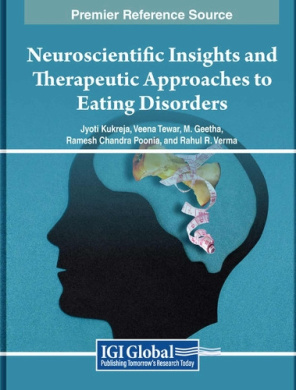 Premier Reference Source
Neuroscientific Insights and
Therapeutic Approaches to
Eating Disorders
Jyoti Kukreja, Veena Tewar, M. Geetha,
Ramesh Chandra Poonia, and Rahul R. Verma
IGI Global
Publishing Tomorrow's Research Today